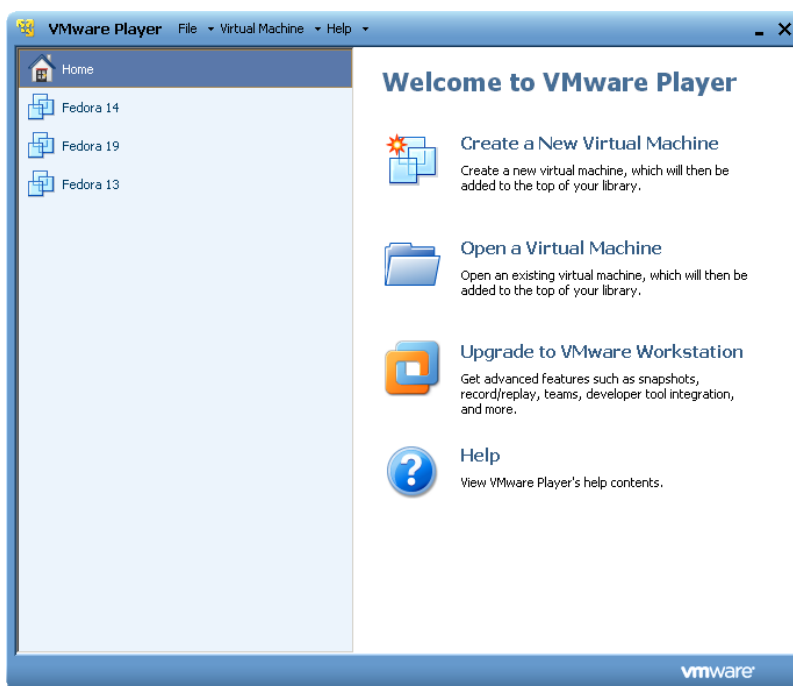 VMware Player File Virtual Machine Help
Home
Fedora 14
Fedora 19
Fedora 13
Welcome to VMware Player
Create a New Virtual Machine
Create a new virtual machine, which will then be
added to the top of your library.
Open a Virtual Machine
Open an existing virtual machine, which will then be
added to the top of your library.
Upgrade to VMware Workstation
Get advanced features such as snapshots,
record/replay, teams, developer tool integration,
and more.
Help
View VMware Player's help contents.
vmware